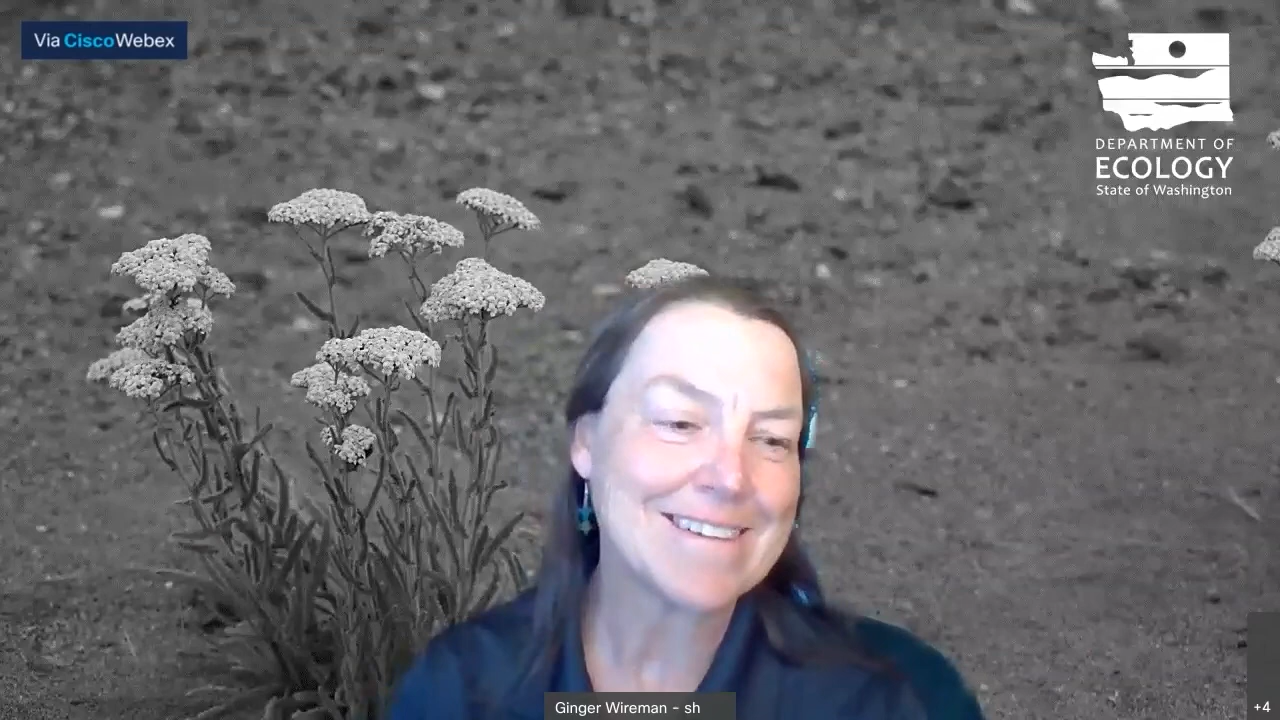 Via CiscoWebex
DEPARTMENT OF
ECOLOGY
State of Washington
Ginger Wireman - sh
+4